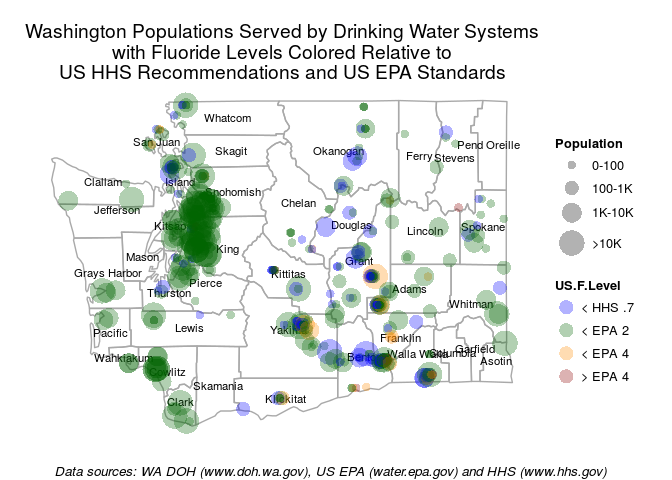 Washington Populations Served by Drinking Water Systems
with Fluoride Levels Colored Relative to
US HHS Recommendations and US EPA Standards
Whatcom
San Juan
Skagit
Okanogan
Ferry
Stevens
Pend Oreille
Clallam
Island
Snohomish
Jefferson
Chelan
Kitsap
Douglas
Lincoln
Spokane
King
Mason
Grant
Grays Harbor
Kittitas
Pierce
Adams
Thurston
Whitman
Pacific
Lewis
Yakima
Franklin
Wahkiakum
Benton
Walla Walla
Columbia
Garfield
Asotin
Cowlitz
Skamania
Clark
Klickitat
Population
0-100
100-1K
1K-10K
>10K
US.F.Level
< HHS .7
< EPA 2
< EPA 4
> EPA 4
Data sources: WA DOH (www.doh.wa.gov), US EPA (water.epa.gov) and HHS (www.hhs.gov)